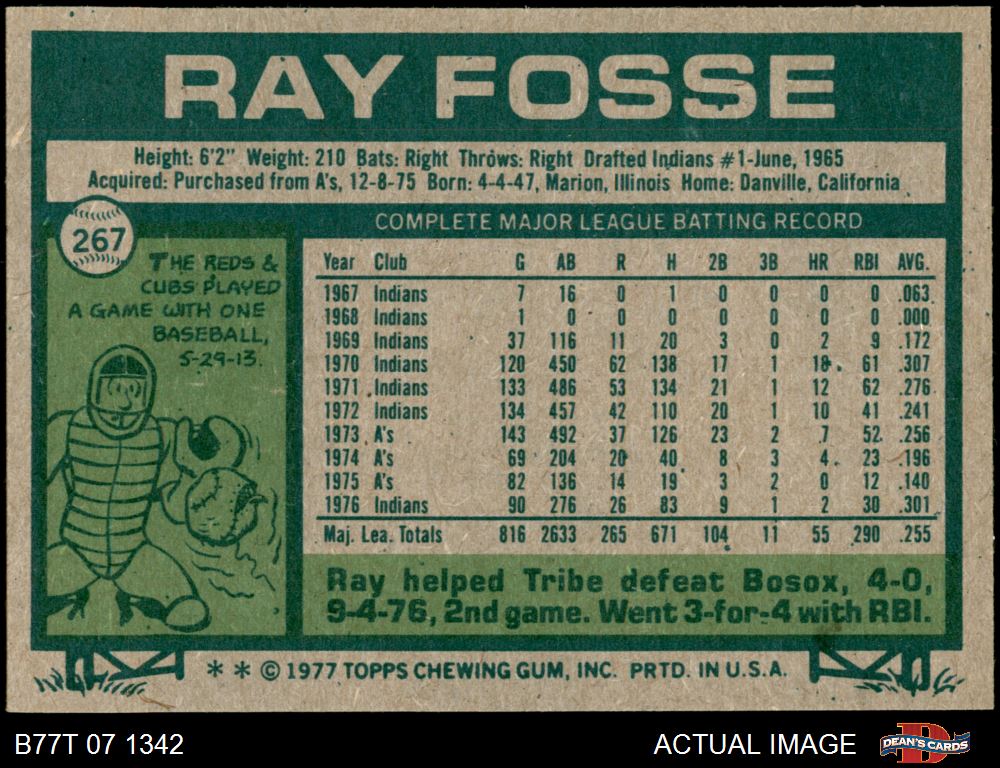 RAY FOSSE
Height: 6'2" Weight: 210 Bats: Right Throws: Right Drafted Indians #1-June, 1965
Acquired: Purchased from A's, 12-8-75 Born: 4-4-47, Marion, Illinois Home: Danville, California
267
THE REDS &
CUBS PLAYED
A GAME WITH ONE
BASEBALL,
5-29-13.
COMPLETE MAJOR LEAGUE BATTING RECORD
Year Club G AB R H 2B 3B HR RBI AVG.
1967 Indians 7 16 0 1 0 0 0 0 .063
1968 Indians 1 0 0 0 0 0 0 0 .000
1969 Indians 37 116 11 20 3 0 2 9 .172
1970 Indians 120 450 62 138 17 1 18 61 .307
1971 Indians 133 486 53 134 21 1 12 62 .276
1972 Indians 134 457 42 110 20 1 10 41 .241
1973 A's 143 492 37 126 23 2 7 52 .256
1974 A's 69 204 20 40 8 3 4 23 .196
1975 A's 82 136 14 19 3 2 0 12 .140
1976 Indians 90 276 26 83 9 1 2 30 .301
Maj. Lea. Totals 816 2633 265 671 104 11 55 290 .255
Ray helped Tribe defeat Bosox, 4-0,
9-4-76, 2nd game. Went 3-for-4 with RBI.
* * © 1977 TOPPS CHEWING GUM, INC. PRTD. IN U.S.A.
B77T 07 1342
ACTUAL IMAGE
DEAN'S CARDS